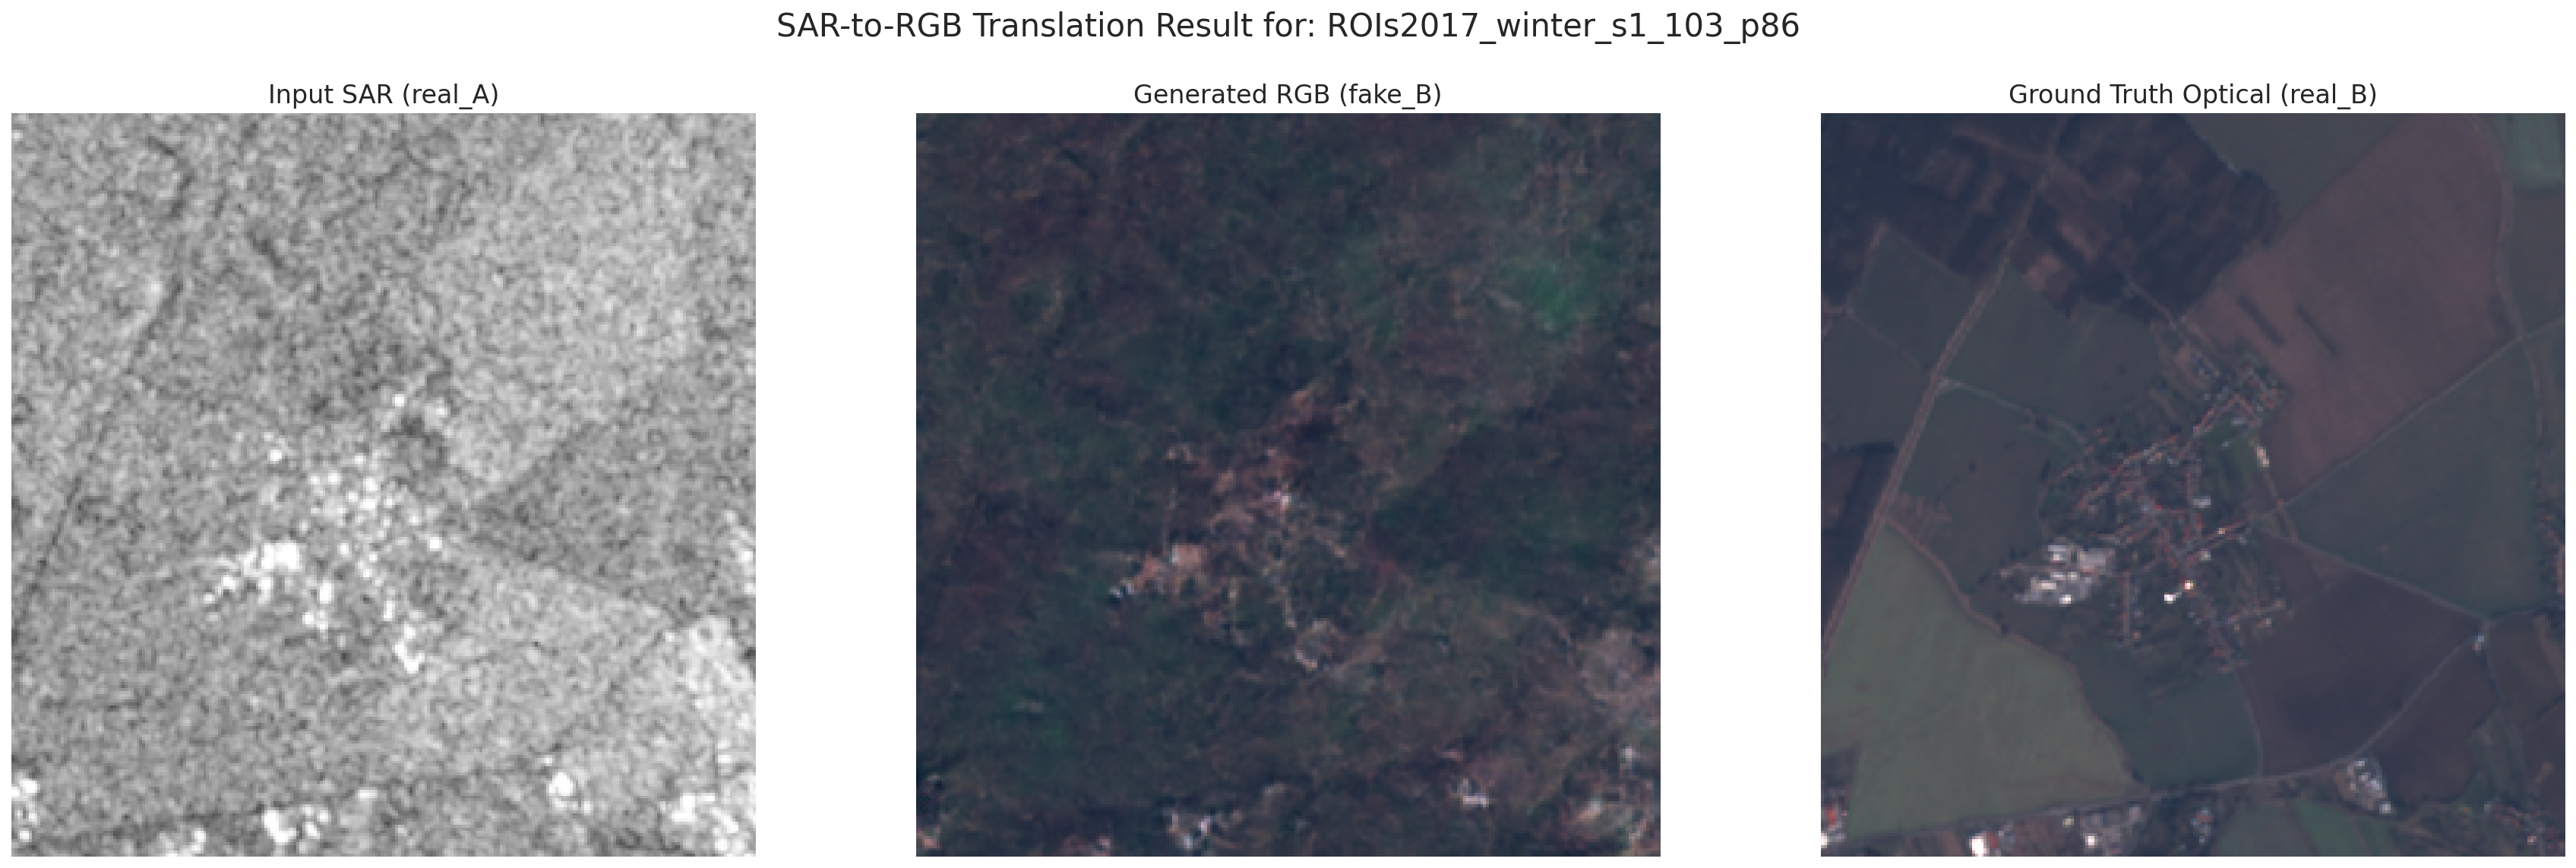 SAR-to-RGB Translation Result for: ROIs2017_winter_s1_103_p86
Input SAR (real_A)
Generated RGB (fake_B)
Ground Truth Optical (real_B)